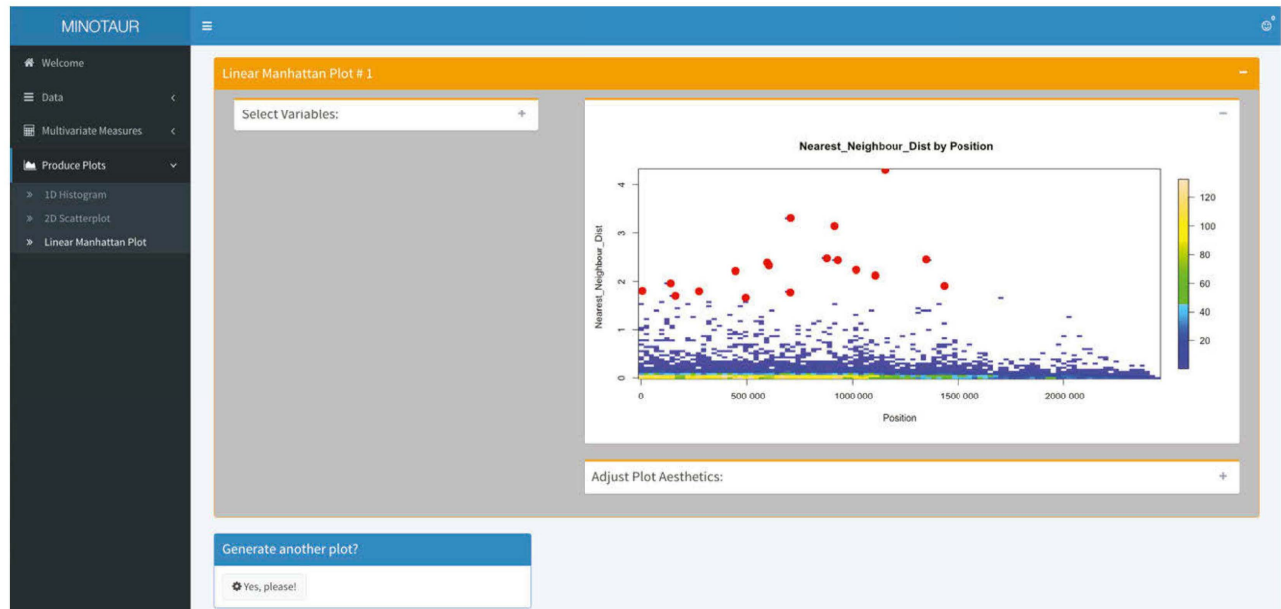 MINOTAUR
Welcome
Data
Multivariate Measures
Produce Plots
1D Histogram
2D Scatterplot
Linear Manhattan Plot
Linear Manhattan Plot # 1
Select Variables:
Nearest_Neighbour_Dist by Position
Nearest_Neighbour_Dist
4
3
2
1
0
0
500 000
1000 000
1500 000
2000 000
Position
120
100
80
60
40
20
Adjust Plot Aesthetics:
Generate another plot?
Yes, please!